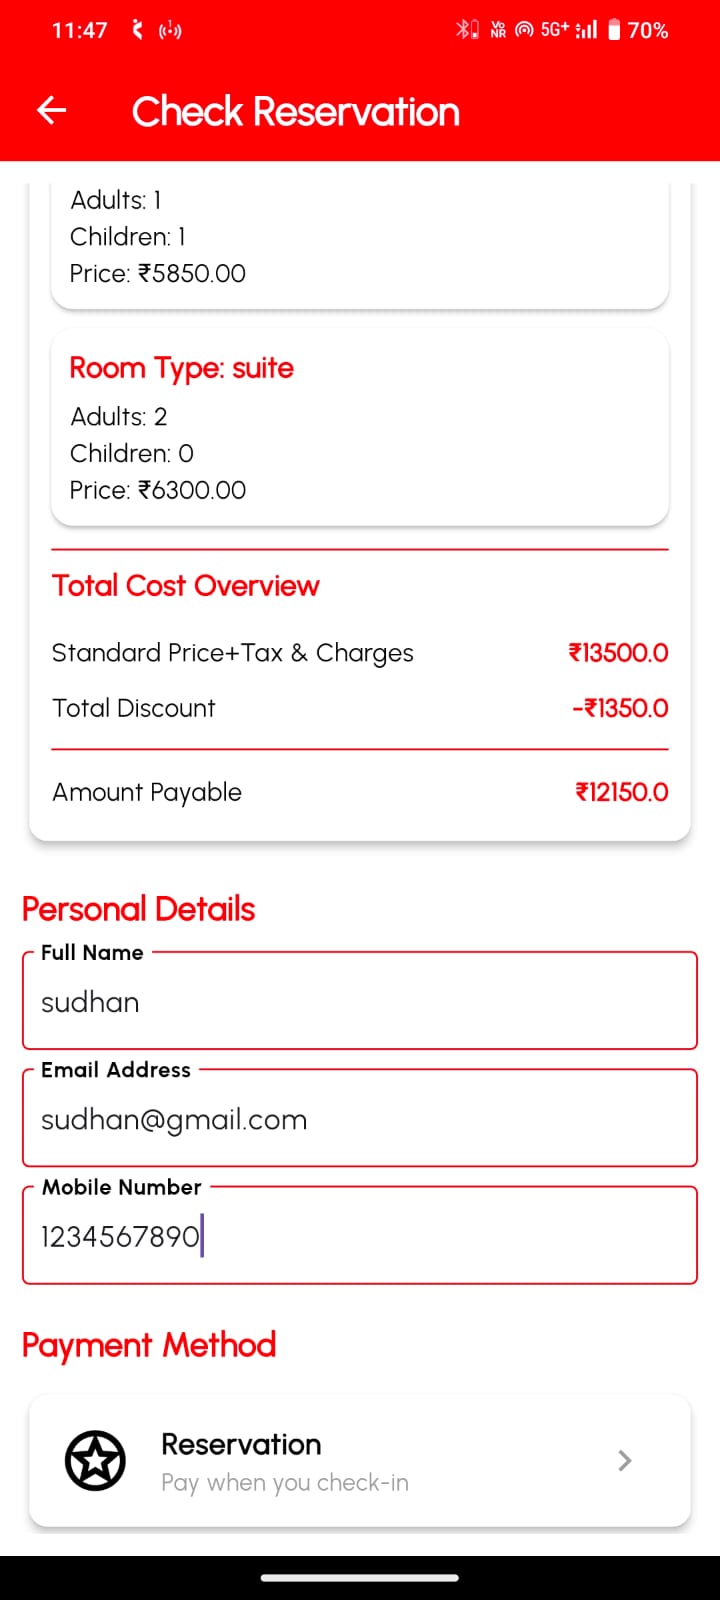 11:47 VoNR 5G+ 70%
Check Reservation
Adults: 1
Children: 1
Price: ₹5850.00
Room Type: suite
Adults: 2
Children: 0
Price: ₹6300.00
Total Cost Overview
Standard Price+Tax & Charges ₹13500.0
Total Discount -₹1350.0
Amount Payable ₹12150.0
Personal Details
Full Name
sudhan
Email Address
sudhan@gmail.com
Mobile Number
1234567890
Payment Method
Reservation
Pay when you check-in